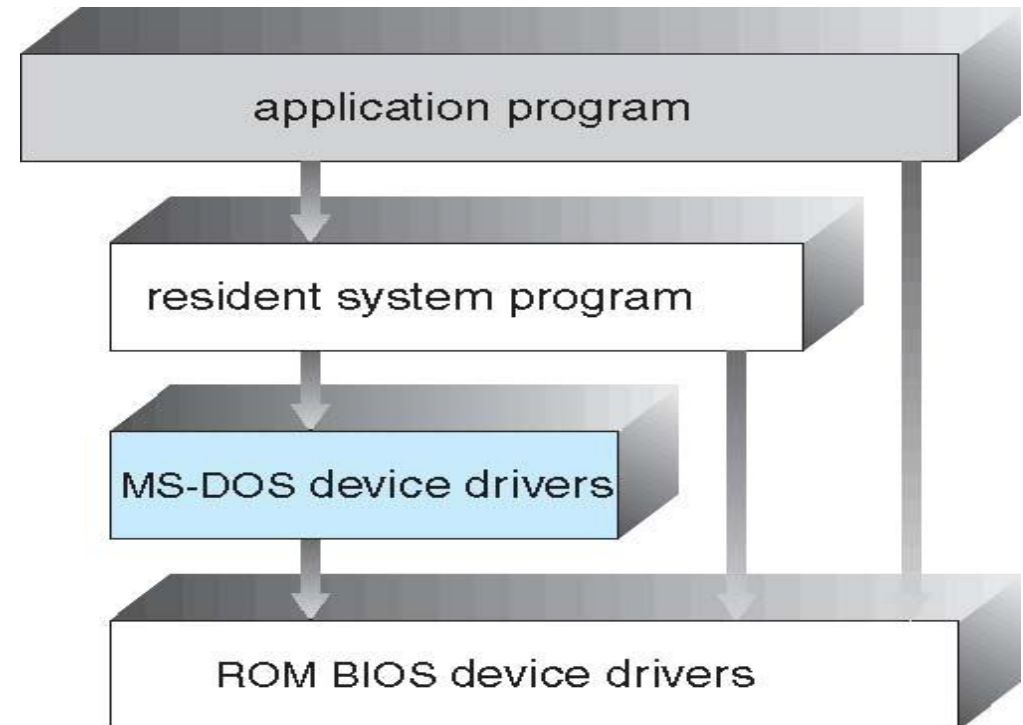 application program
resident system program
MS-DOS device drivers
ROM BIOS device drivers